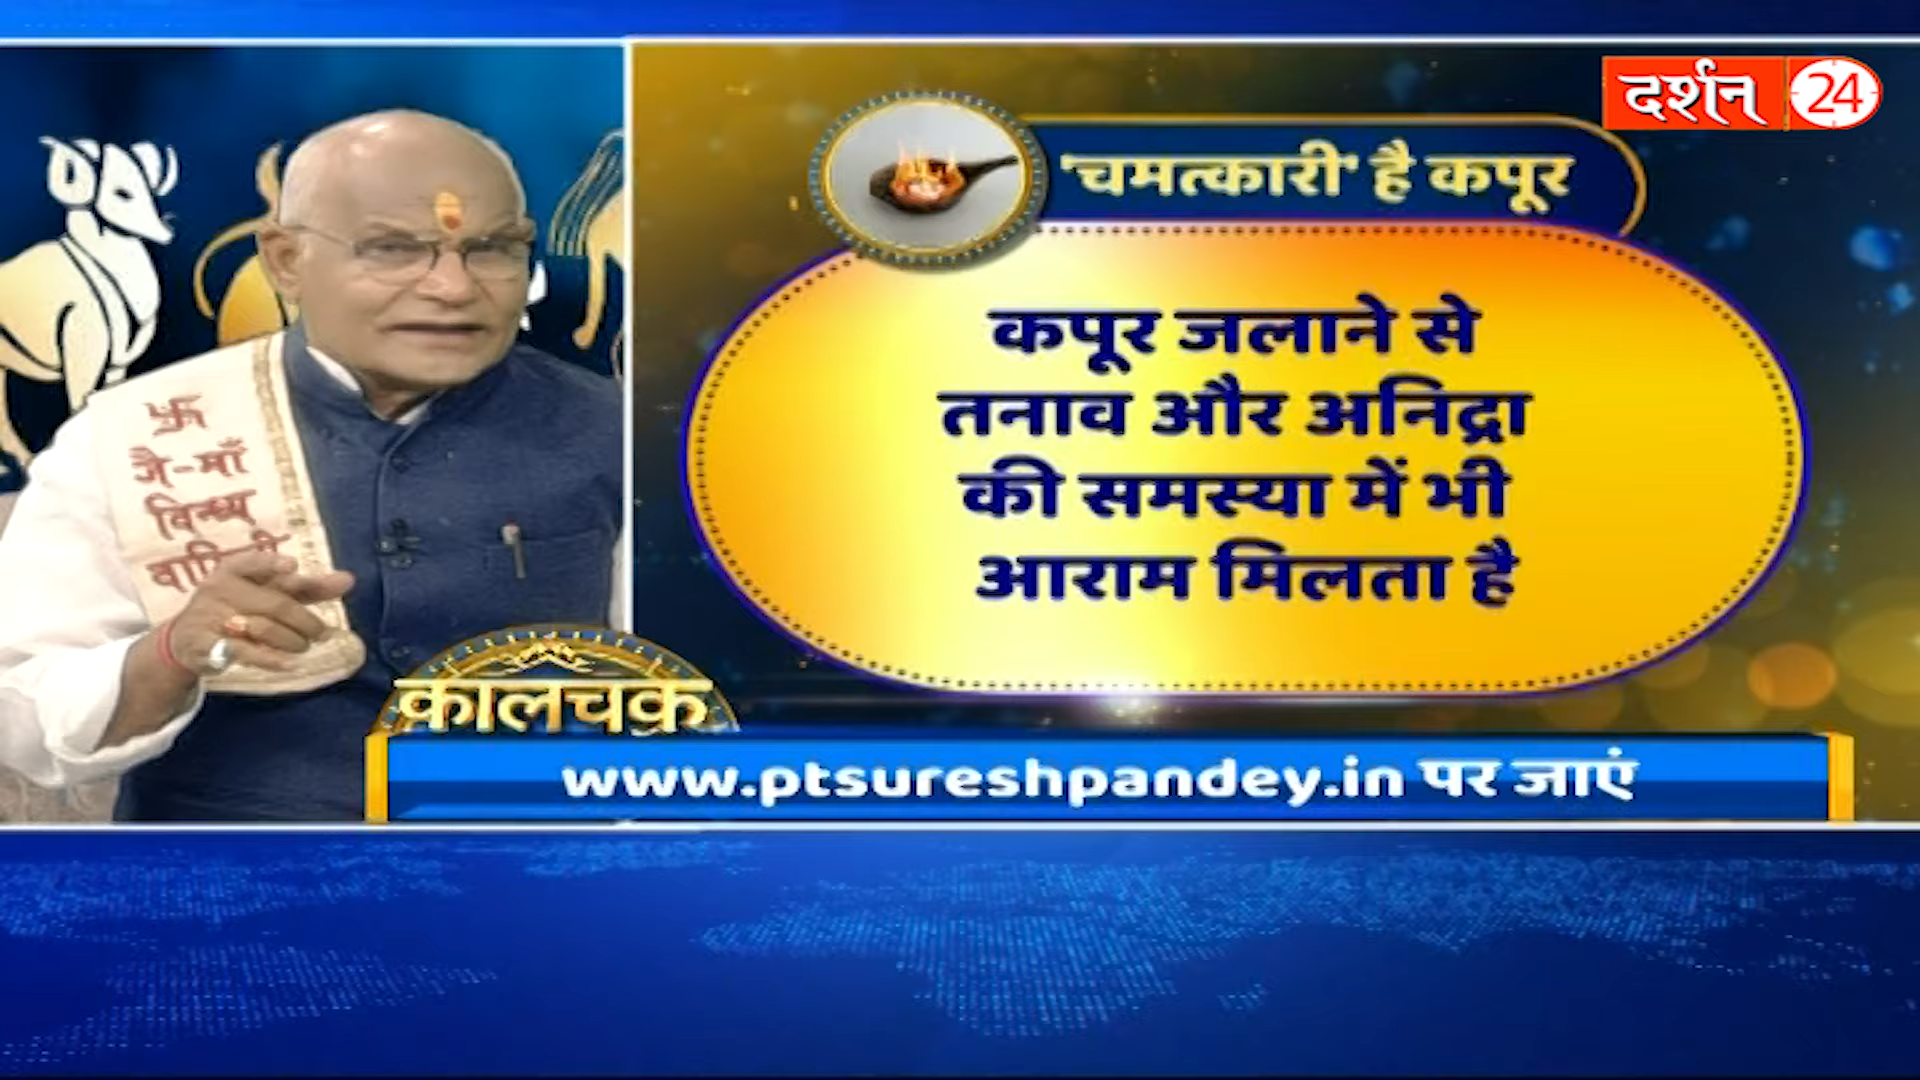 दर्शन 24
'चमत्कारी' है कपूर
कपूर जलाने से
तनाव और अनिद्रा
की समस्या में भी
आराम मिलता है
जै-माँ
विन्ध्य
कालचक्र
www.ptsureshpandey.in पर जाएं